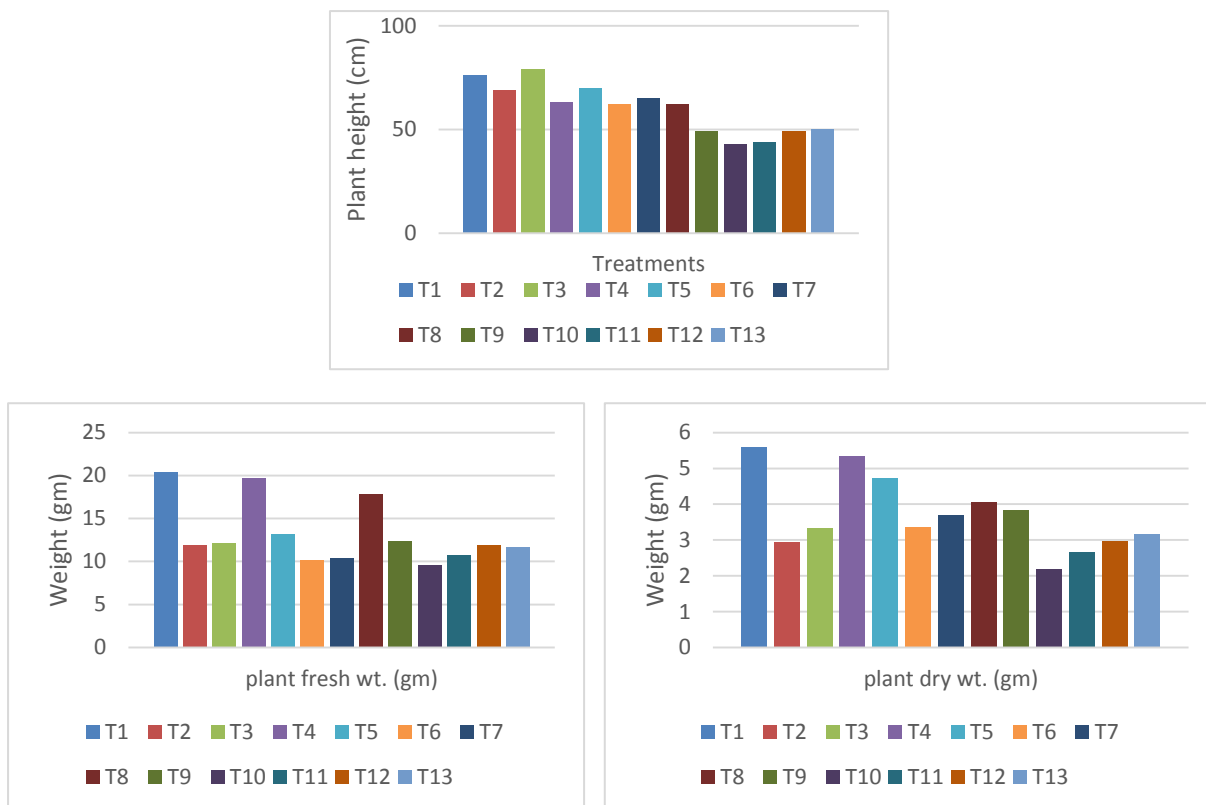 100
50
0
Plant height (cm)
Treatments
T1 T2 T3 T4 T5 T6 T7
T8 T9 T10 T11 T12 T13
25
20
15
10
5
0
Weight (gm)
plant fresh wt. (gm)
T1 T2 T3 T4 T5 T6 T7
T8 T9 T10 T11 T12 T13
6
5
4
3
2
1
0
Weight (gm)
plant dry wt. (gm)
T1 T2 T3 T4 T5 T6 T7
T8 T9 T10 T11 T12 T13